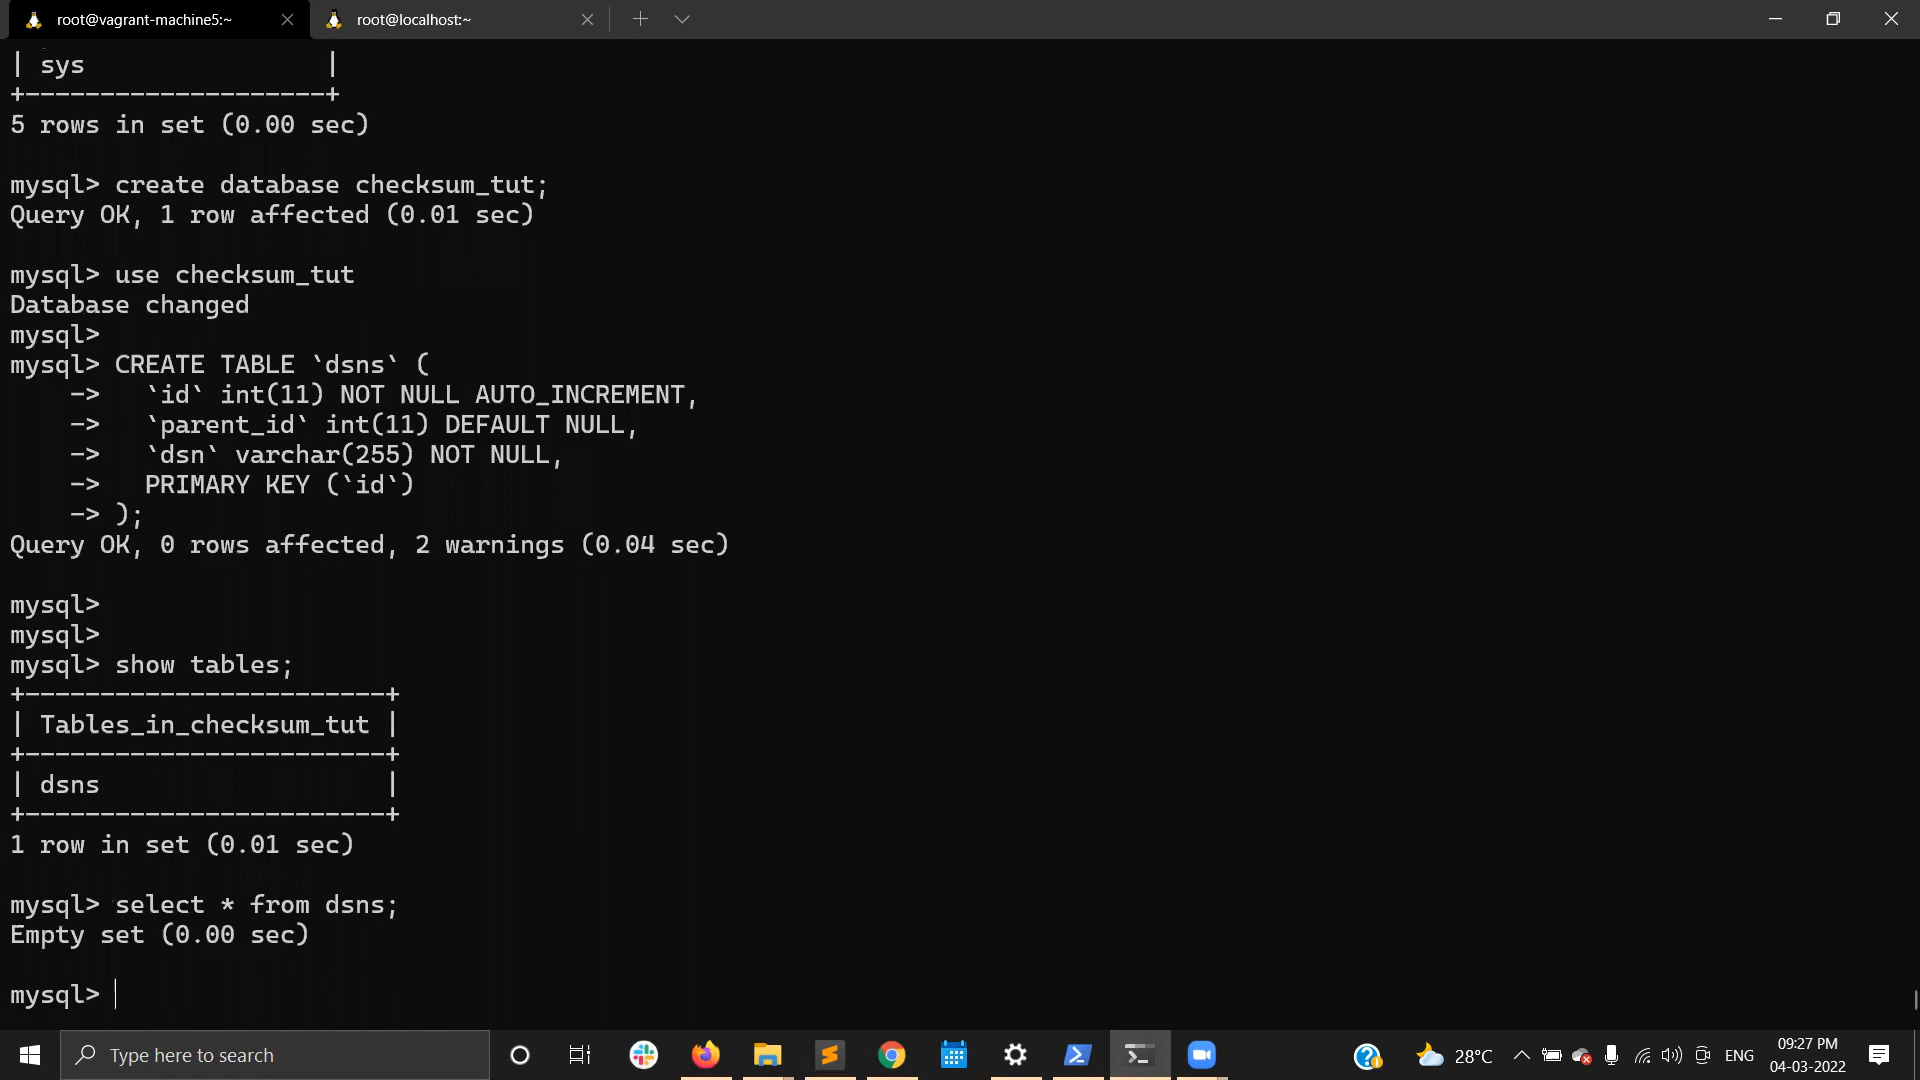 root@vagrant-machine5:~
root@localhost:~
| sys                |
+--------------------+
5 rows in set (0.00 sec)
mysql> create database checksum_tut;
Query OK, 1 row affected (0.01 sec)
mysql> use checksum_tut
Database changed
mysql>
mysql> CREATE TABLE `dsns` (
    ->   `id` int(11) NOT NULL AUTO_INCREMENT,
    ->   `parent_id` int(11) DEFAULT NULL,
    ->   `dsn` varchar(255) NOT NULL,
    ->   PRIMARY KEY (`id`)
    -> );
Query OK, 0 rows affected, 2 warnings (0.04 sec)
mysql>
mysql>
mysql> show tables;
+------------------------+
| Tables_in_checksum_tut |
+------------------------+
| dsns                   |
+------------------------+
1 row in set (0.01 sec)
mysql> select * from dsns;
Empty set (0.00 sec)
mysql>
Type here to search
28°C
ENG
09:27 PM
04-03-2022